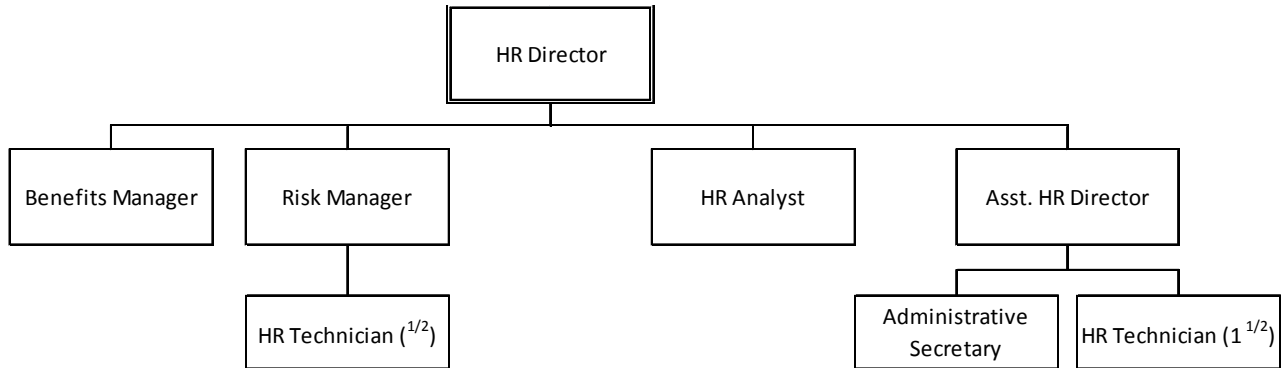 HR Director
Benefits Manager
Risk Manager
HR Analyst
Asst. HR Director
HR Technician (1/2)
Administrative
Secretary
HR Technician (1 1/2)